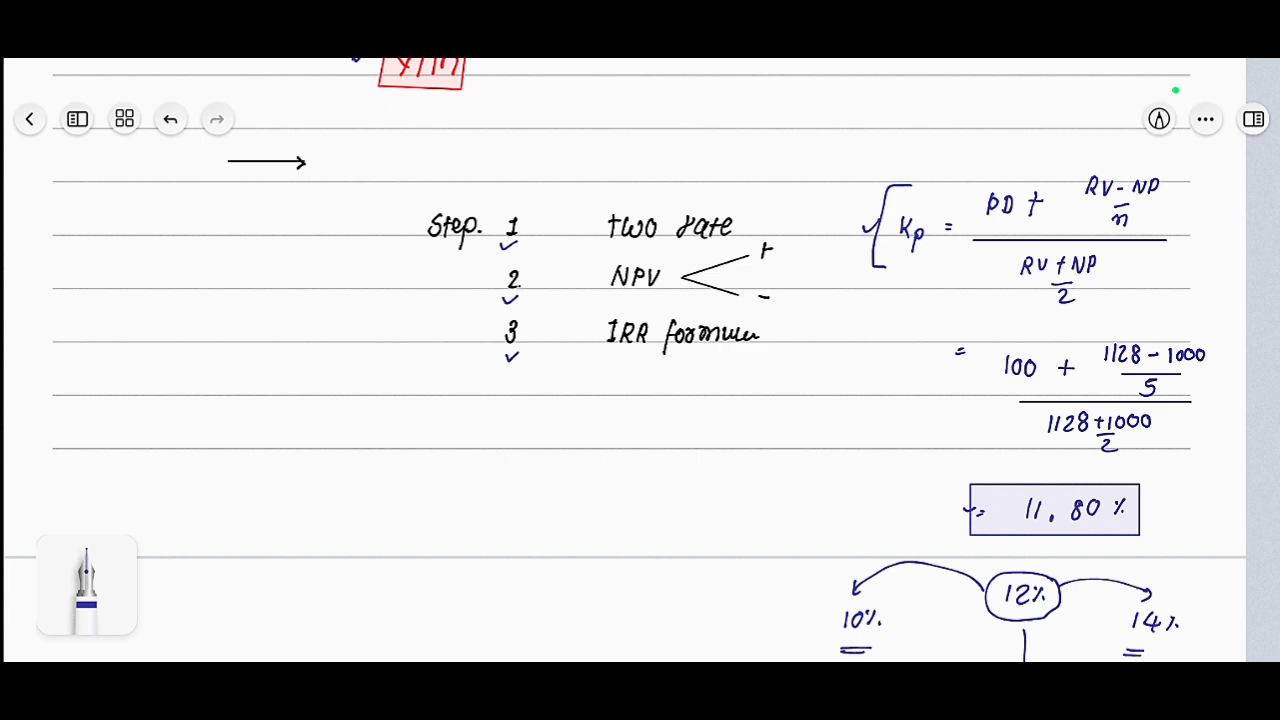 Step. 1 two rate
2. NPV + -
3 IRR formula
Kp = PD + RV - NP / n
RV + NP / 2
= 100 + 1128 - 1000 / 5
1128 + 1000 / 2
= 11.80 %
12%
10%. 14%